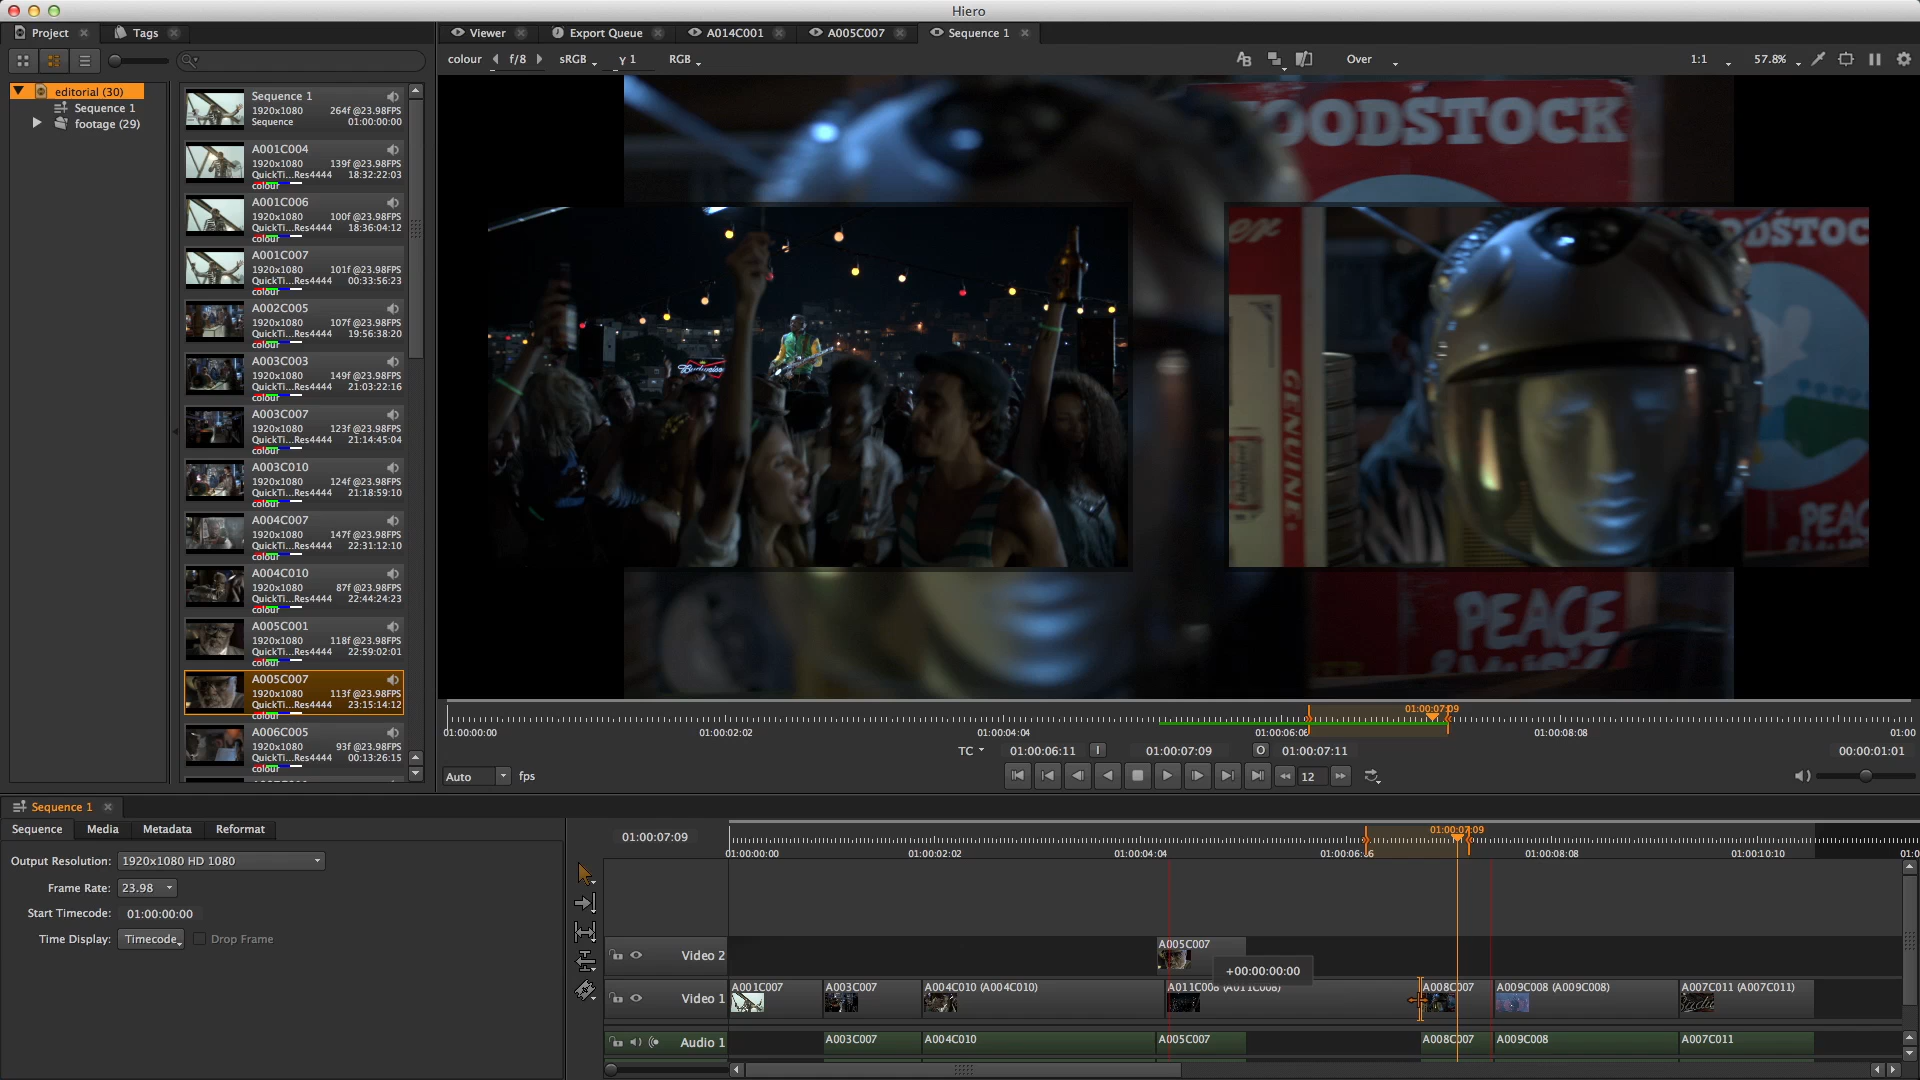 Hiero
Project
Tags
Viewer
Export Queue
A014C001
A005C007
Sequence 1
colour
f/8
sRGB
γ 1
RGB
Over
1:1
57.8%
editorial (30)
Sequence 1
footage (29)
Sequence 1
1920x1080 264f @23.98FPS
Sequence 01:00:00:00
A001C004
1920x1080 139f @23.98FPS
QuickTi...Res4444 18:32:22:03
colour
A001C006
1920x1080 100f @23.98FPS
QuickTi...Res4444 18:36:04:12
colour
A001C007
1920x1080 101f @23.98FPS
QuickTi...Res4444 00:33:56:23
colour
A002C005
1920x1080 107f @23.98FPS
QuickTi...Res4444 19:56:38:20
colour
A003C003
1920x1080 149f @23.98FPS
QuickTi...Res4444 21:03:22:16
colour
A003C007
1920x1080 123f @23.98FPS
QuickTi...Res4444 21:14:45:04
colour
A003C010
1920x1080 124f @23.98FPS
QuickTi...Res4444 21:18:59:10
colour
A004C007
1920x1080 147f @23.98FPS
QuickTi...Res4444 22:31:12:10
colour
A004C010
1920x1080 87f @23.98FPS
QuickTi...Res4444 22:44:24:23
colour
A005C001
1920x1080 118f @23.98FPS
QuickTi...Res4444 22:59:02:01
colour
A005C007
1920x1080 113f @23.98FPS
QuickTi...Res4444 23:15:14:12
colour
A006C005
1920x1080 93f @23.98FPS
QuickTi...Res4444 00:13:26:15
colour
OODSTOCK
Budweiser
er
GENUINE
ODSTOC
PEACE
PEACE
& MUSIC
01:00:07:09
01:00:00:00
01:00:02:02
01:00:04:04
01:00:06:06
01:00:08:08
01:00
TC
01:00:06:11
I
01:00:07:09
O
01:00:07:11
00:00:01:01
Auto
fps
12
Sequence 1
Sequence
Media
Metadata
Reformat
Output Resolution: 1920x1080 HD 1080
Frame Rate: 23.98
Start Timecode: 01:00:00:00
Time Display: Timecode
Drop Frame
01:00:07:09
01:00:07:09
01:00:00:00
01:00:02:02
01:00:04:04
01:00:06:06
01:00:08:08
01:00:10:10
01:0
Video 2
A005C007
+00:00:00:00
Video 1
A001C007
A003C007
A004C010 (A004C010)
A011C008 (A011C008)
A008C007
A009C008 (A009C008)
A007C011 (A007C011)
Audio 1
A003C007
A004C010
A005C007
A008C007
A009C008
A007C011